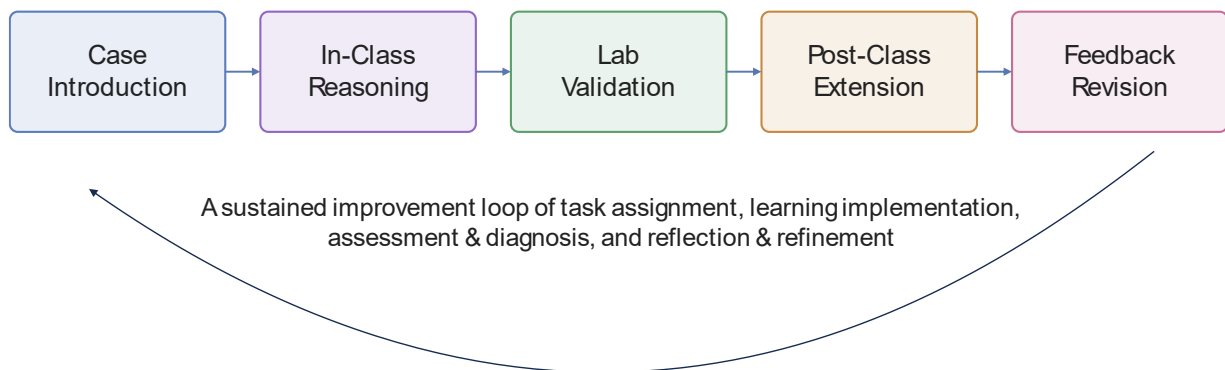 Case
Introduction
In-Class
Reasoning
Lab
Validation
Post-Class
Extension
Feedback
Revision
A sustained improvement loop of task assignment, learning implementation,
assessment & diagnosis, and reflection & refinement